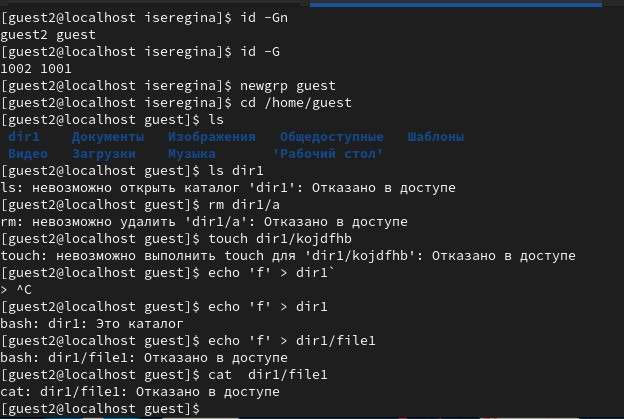 [guest2@localhost iseregina]$ id -Gn
guest2 guest
[guest2@localhost iseregina]$ id -G
1002 1001
[guest2@localhost iseregina]$ newgrp guest
[guest2@localhost iseregina]$ cd /home/guest
[guest2@localhost guest]$ ls
dir1 Документы Изображения Общедоступные Шаблоны
Видео Загрузки Музыка 'Рабочий стол'
[guest2@localhost guest]$ ls dir1
ls: невозможно открыть каталог 'dir1': Отказано в доступе
[guest2@localhost guest]$ rm dir1/a
rm: невозможно удалить 'dir1/a': Отказано в доступе
[guest2@localhost guest]$ touch dir1/kojdfhb
touch: невозможно выполнить touch для 'dir1/kojdfhb': Отказано в доступе
[guest2@localhost guest]$ echo 'f' > dir1`
> ^C
[guest2@localhost guest]$ echo 'f' > dir1
bash: dir1: Это каталог
[guest2@localhost guest]$ echo 'f' > dir1/file1
bash: dir1/file1: Отказано в доступе
[guest2@localhost guest]$ cat  dir1/file1
cat: dir1/file1: Отказано в доступе
[guest2@localhost guest]$